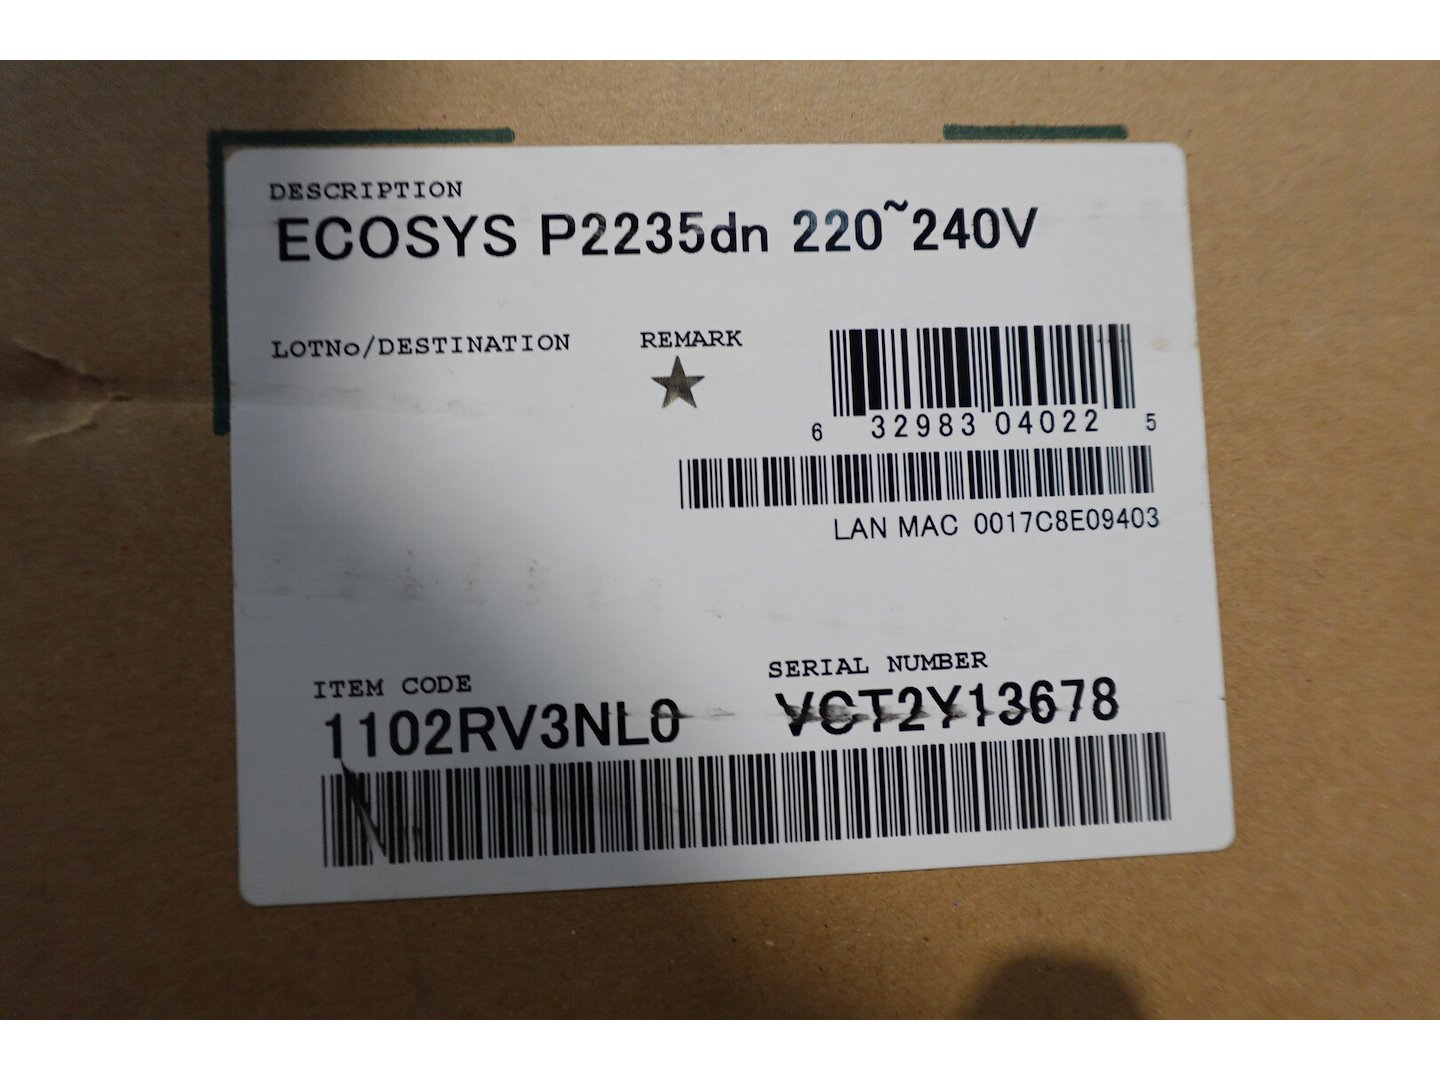 DESCRIPTION
ECOSYS P2235dn 220~240V
LOTNo/DESTINATION
REMARK
★
6 32983 04022 5
LAN MAC 0017C8E09403
ITEM CODE
1102RV3NL0
SERIAL NUMBER
VCT2Y13678